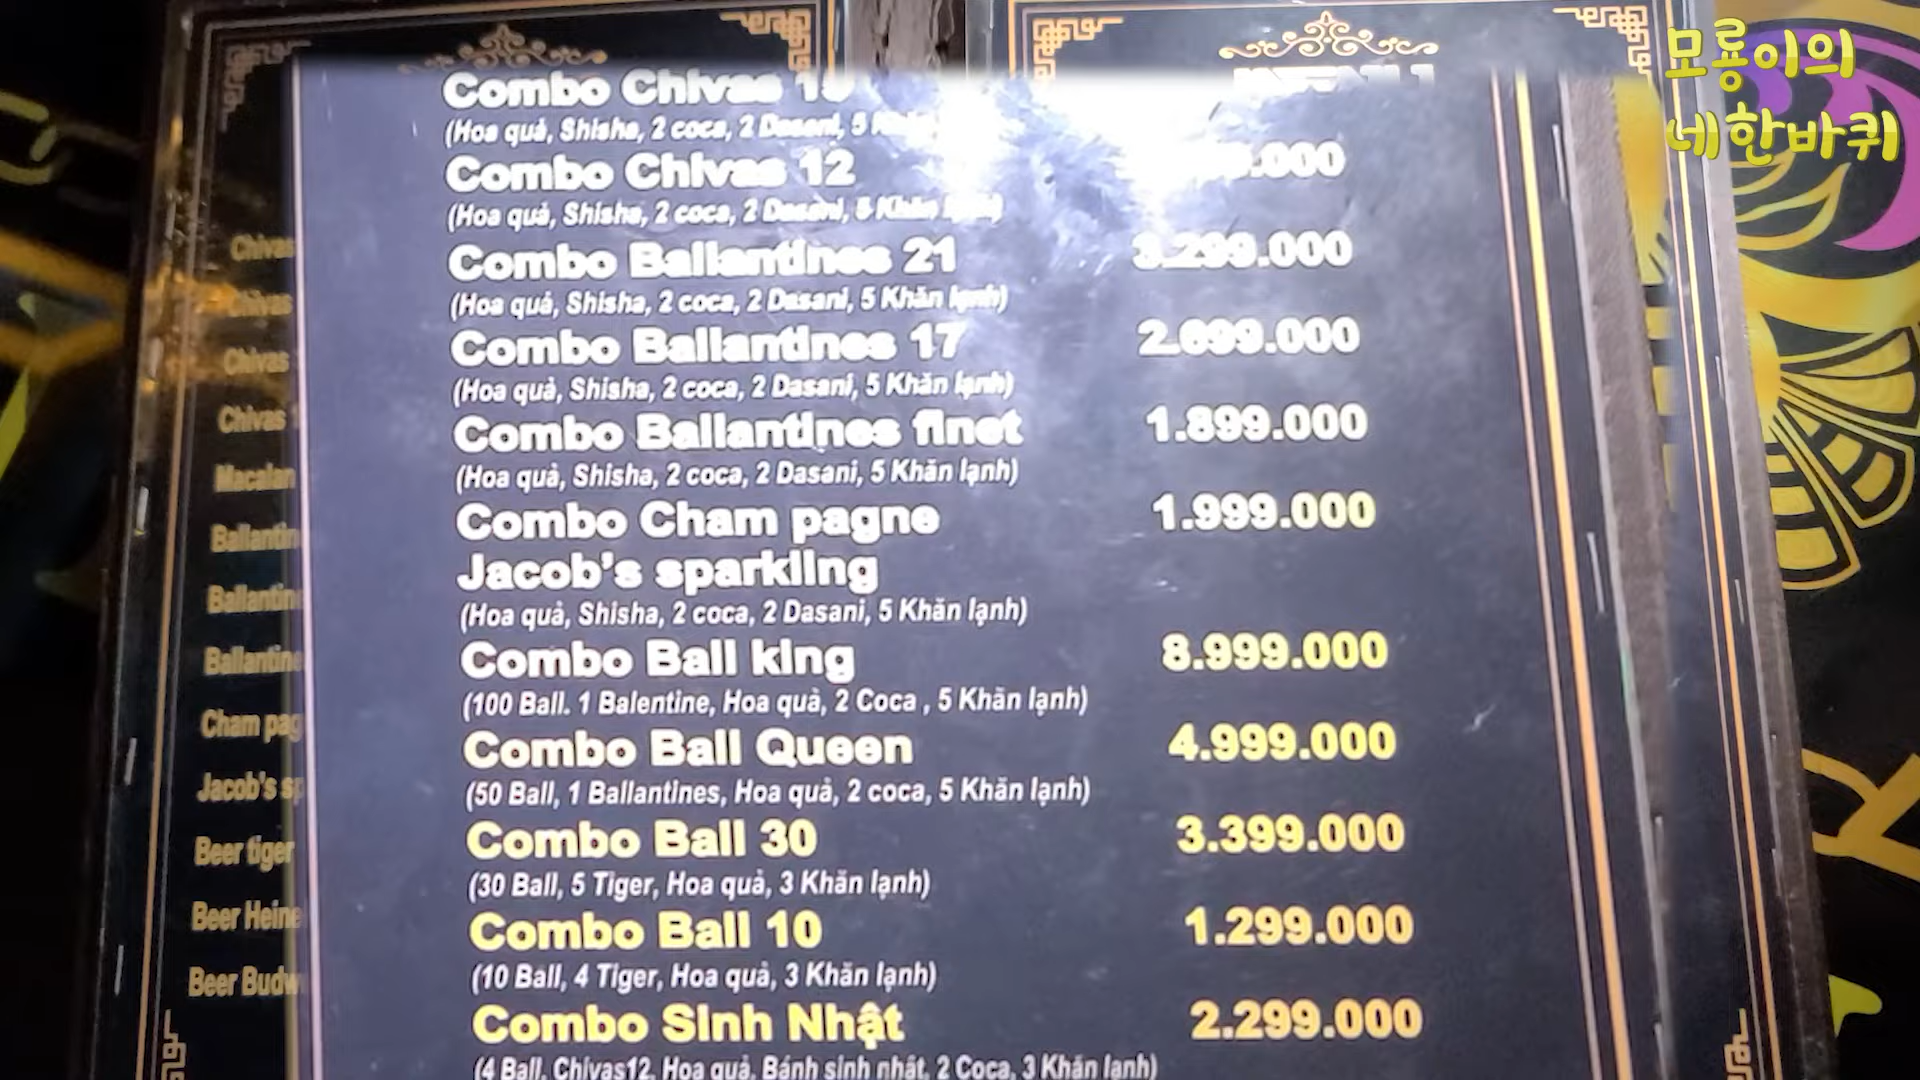 모룡이의
네한바퀴
Combo Chivas
(Hoa quả, Shisha, 2 coca, 2 Dasani, 5
Combo Chivas 12 .000
(Hoa quả, Shisha, 2 coca, 2 Dasani, 5 Khăn lạnh)
Combo Ballantines 21 3.299.000
(Hoa quả, Shisha, 2 coca, 2 Dasani, 5 Khăn lạnh)
Combo Ballantines 17 2.699.000
(Hoa quả, Shisha, 2 coca, 2 Dasani, 5 Khăn lạnh)
Combo Ballantines finet 1.899.000
(Hoa quả, Shisha, 2 coca, 2 Dasani, 5 Khăn lạnh)
Combo Cham pagne 1.999.000
Jacob's sparkling
(Hoa quả, Shisha, 2 coca, 2 Dasani, 5 Khăn lạnh)
Combo Ball king 8.999.000
(100 Ball. 1 Balentine, Hoa quả, 2 Coca , 5 Khăn lạnh)
Combo Ball Queen 4.999.000
(50 Ball, 1 Ballantines, Hoa quả, 2 coca, 5 Khăn lạnh)
Combo Ball 30 3.399.000
(30 Ball, 5 Tiger, Hoa quả, 3 Khăn lạnh)
Combo Ball 10 1.299.000
(10 Ball, 4 Tiger, Hoa quả, 3 Khăn lạnh)
Combo Sinh Nhật 2.299.000
(4 Ball, Chivas12, Hoa quả, Bánh sinh nhật, 2 Coca, 3 Khăn lạnh)
Chivas
Chivas
Chivas
Chivas
Macalan
Ballantin
Ballantin
Ballantine
Cham pag
Jacob's sp
Beer tiger
Beer Heine
Beer Budw